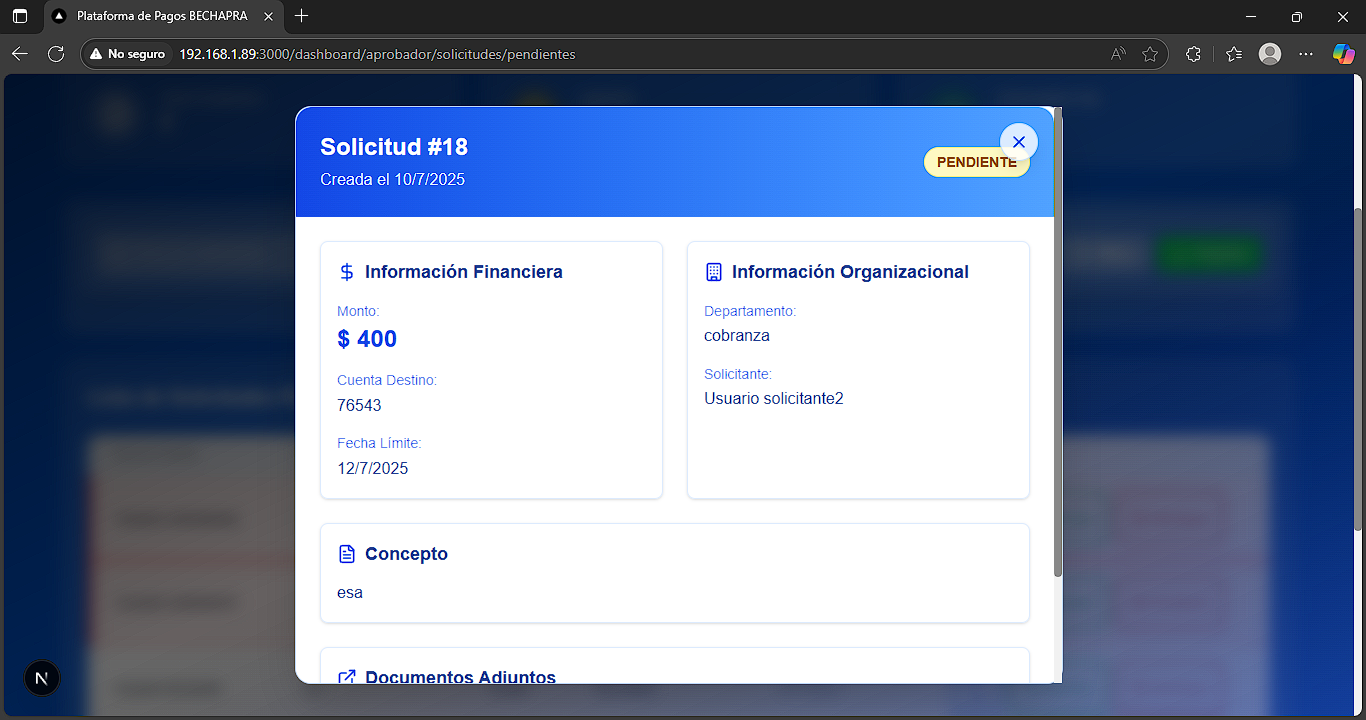 Plataforma de Pagos BECHAPRA
No seguro
192.168.1.89:3000/dashboard/aprobador/solicitudes/pendientes
Solicitud #18
PENDIENTE
Creada el 10/7/2025
Información Financiera
Monto:
$ 400
Cuenta Destino:
76543
Fecha Límite:
12/7/2025
Información Organizacional
Departamento:
cobranza
Solicitante:
Usuario solicitante2
Concepto
esa
Documentos Adjuntos
N